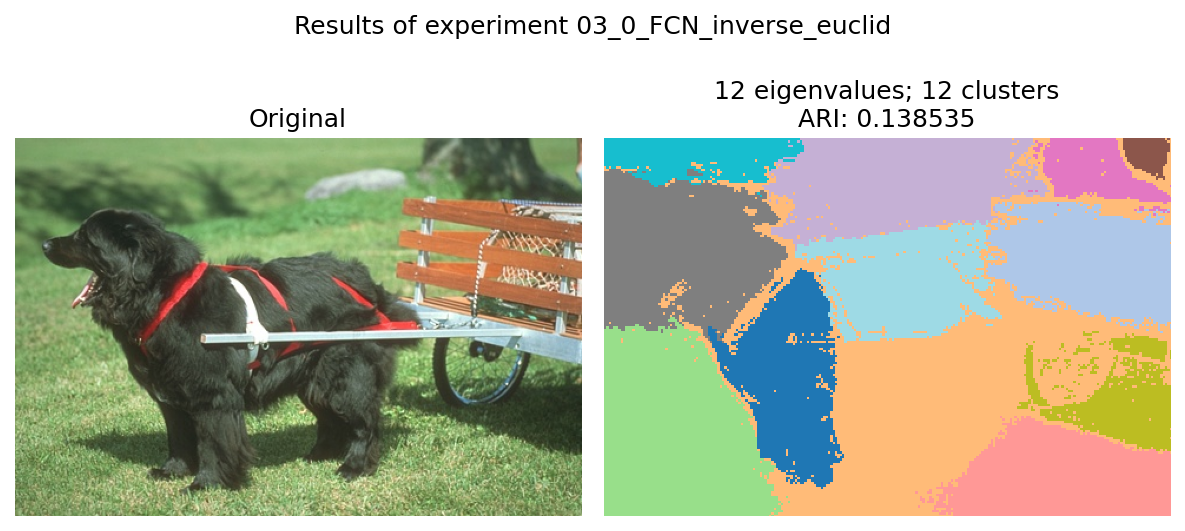 Results of experiment 03_0_FCN_inverse_euclid
Original
12 eigenvalues; 12 clusters
ARI: 0.138535